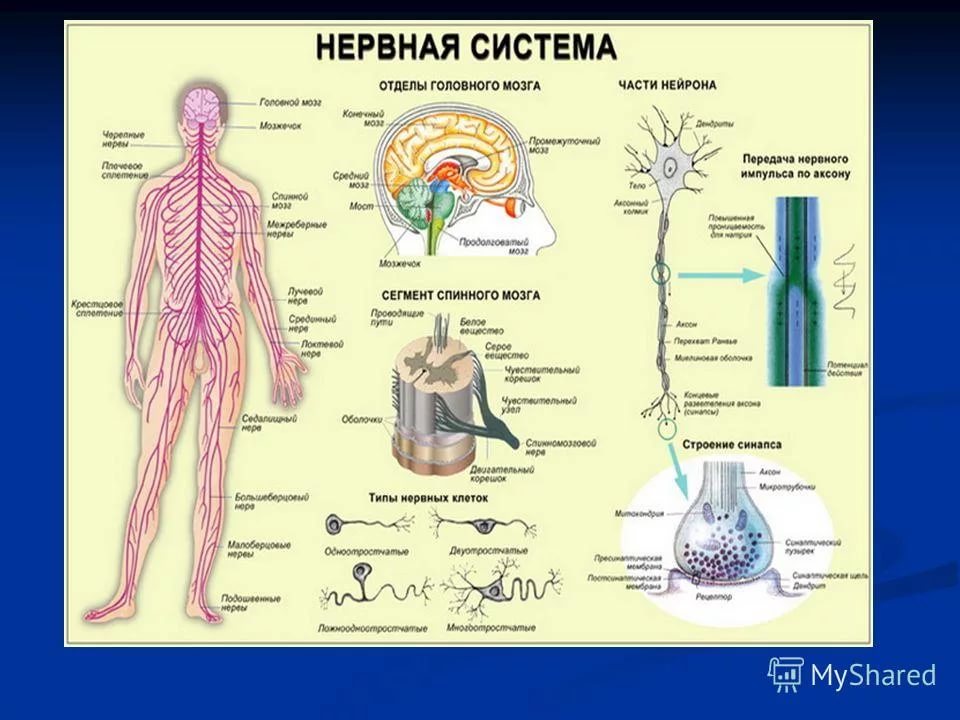 НЕРВНАЯ СИСТЕМА
Головной мозг
Мозжечок
Черепные
нервы
Плечевое
сплетение
Спинной
мозг
Межреберные
нервы
Крестцовое
сплетение
Лучевой
нерв
Срединный
нерв
Локтевой
нерв
Седалищный
нерв
Большеберцовый
нерв
Малоберцовые
нервы
Подошвенные
нервы
ОТДЕЛЫ ГОЛОВНОГО МОЗГА
Конечный
мозг
Промежуточный
мозг
Средний
мозг
Мост
Продолговатый
мозг
Мозжечок
СЕГМЕНТ СПИННОГО МОЗГА
Проводящие
пути
Белое
вещество
Серое
вещество
Чувствительный
корешок
Чувствительный
узел
Оболочки
Спинномозговой
нерв
Двигательный
корешок
Типы нервных клеток
Одноотростчатые
Двуотростчатые
Ложноодноотростчатые
Многоотростчатые
ЧАСТИ НЕЙРОНА
Дендриты
Тело
Аксонный
холмик
Передача нервного
импульса по аксону
Повышенная
проницаемость
для натрия
Аксон
Перехват Ранвье
Миелиновая оболочка
Потенциал
действия
Концевые
разветвления аксона
(синапсы)
Строение синапса
Аксон
Микротрубочки
Митохондрия
Синаптический
пузырек
Пресинаптическая
мембрана
Постсинаптическая
мембрана
Синаптическая щель
Дендрит
Рецептор
MyShared